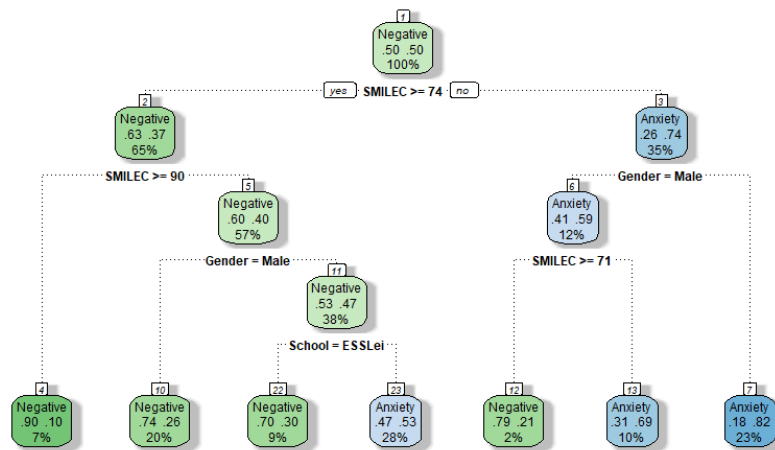 1
Negative
.50 .50
100%
yes SMILEC >= 74 no
2
Negative
.63 .37
65%
3
Anxiety
.26 .74
35%
SMILEC >= 90
Gender = Male
5
Negative
.60 .40
57%
6
Anxiety
.41 .59
12%
Gender = Male
SMILEC >= 71
11
Negative
.53 .47
38%
School = ESSLei
4
Negative
.90 .10
7%
10
Negative
.74 .26
20%
22
Negative
.70 .30
9%
23
Anxiety
.47 .53
28%
12
Negative
.79 .21
2%
13
Anxiety
.31 .69
10%
7
Anxiety
.18 .82
23%